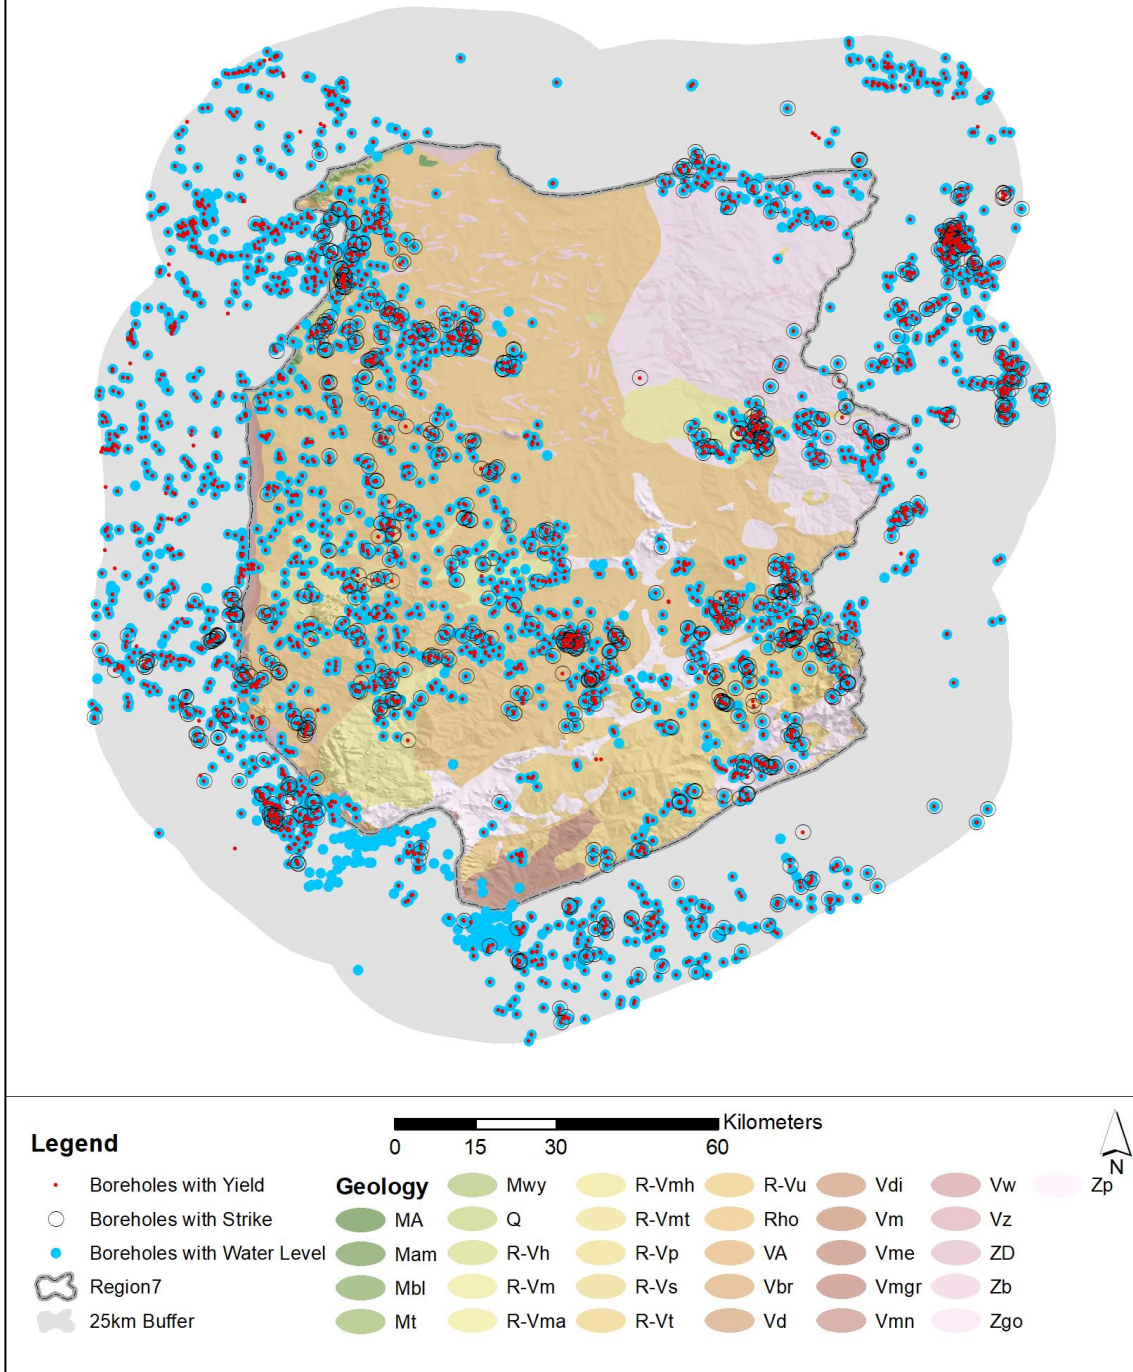 Legend
Kilometers
0 15 30 60
N
Boreholes with Yield
Boreholes with Strike
Boreholes with Water Level
Region7
25km Buffer
Geology
MA
Mam
Mbl
Mt
Mwy
Q
R-Vh
R-Vm
R-Vma
R-Vmh
R-Vmt
R-Vp
R-Vs
R-Vt
R-Vu
Rho
VA
Vbr
Vd
Vdi
Vm
Vme
Vmgr
Vmn
Vw
Vz
ZD
Zb
Zgo
Zp